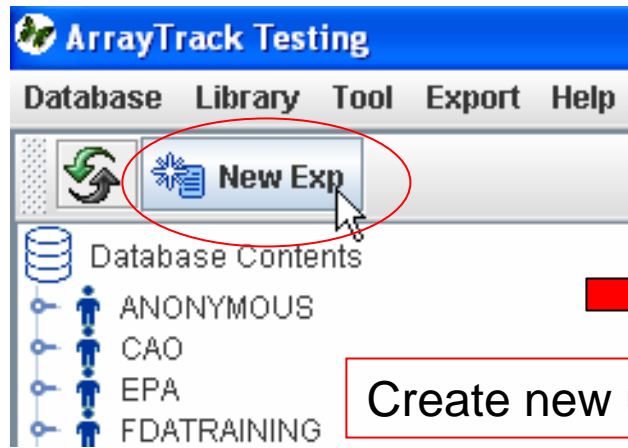 ArrayTrack Testing
Database Library Tool Export Help
New Exp
Database Contents
ANONYMOUS
CAO
EPA
FDATRAINING
Create new